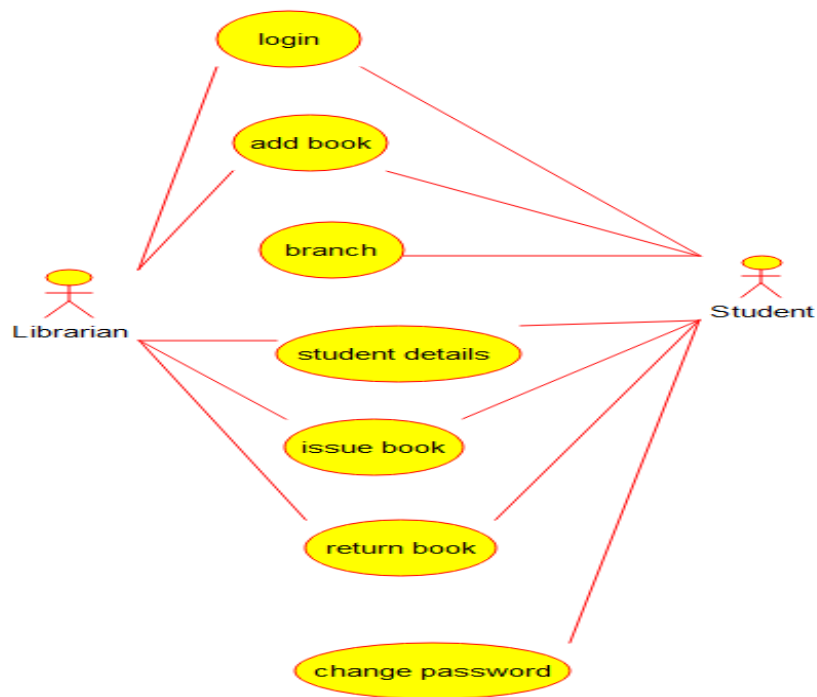 login
add book
branch
Librarian
Student
student details
issue book
return book
change password